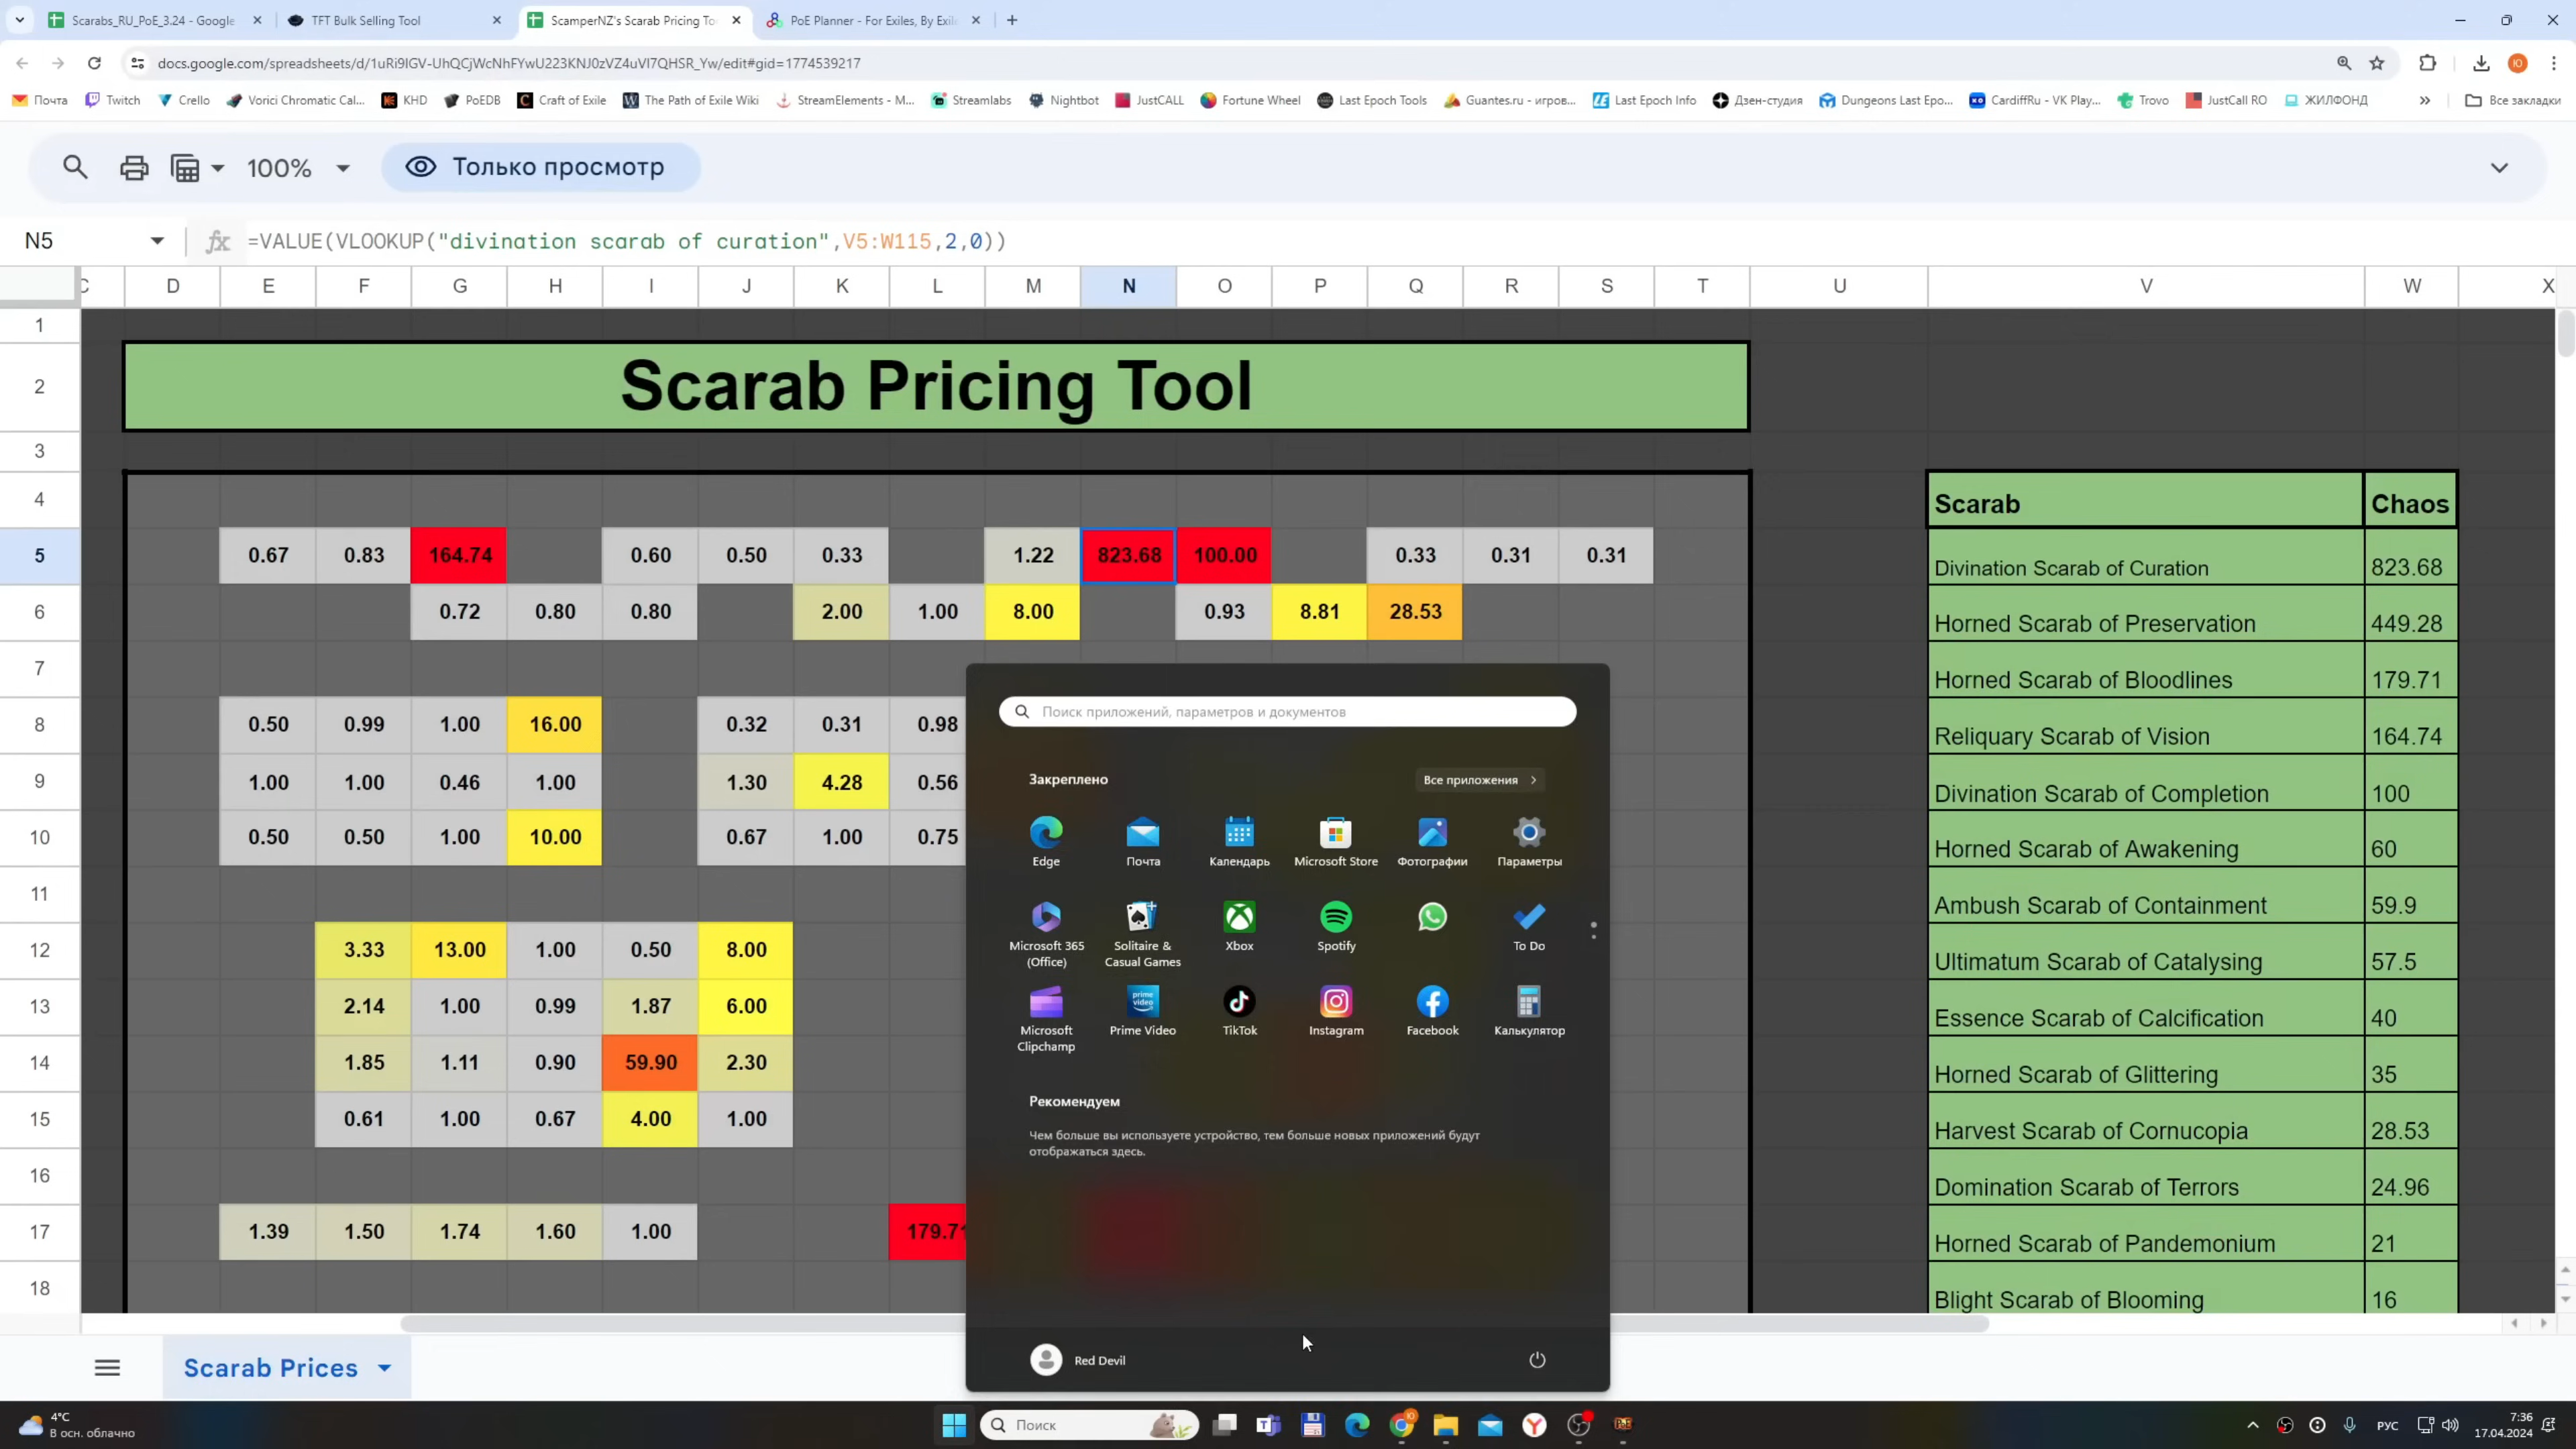 Scarabs_RU_PoE_3.24 - Google
TFT Bulk Selling Tool
ScamperNZ's Scarab Pricing To
PoE Planner - For Exiles, By Exil
docs.google.com/spreadsheets/d/1uRi9IGV-UhQCjWcNhFYwU223KNJ0zVZ4uVI7QHSR_Yw/edit#gid=1774539217
Почта
Twitch
Crello
Vorici Chromatic Cal...
KHD
PoEDB
Craft of Exile
The Path of Exile Wiki
StreamElements - M...
Streamlabs
Nightbot
JustCALL
Fortune Wheel
Last Epoch Tools
Guantes.ru - игров...
Last Epoch Info
Дзен-студия
Dungeons Last Epo...
CardiffRu - VK Play...
Trovo
JustCall RO
ЖИЛФОНД
Все закладки
100%
Только просмотр
N5
=VALUE(VLOOKUP("divination scarab of curation",V5:W115,2,0))
C D E F G H I J K L M N O P Q R S T U V W X
1
2 Scarab Pricing Tool
3
4 Scarab Chaos
5 0.67 0.83 164.74 0.60 0.50 0.33 1.22 823.68 100.00 0.33 0.31 0.31 Divination Scarab of Curation 823.68
6 0.72 0.80 0.80 2.00 1.00 8.00 0.93 8.81 28.53 Horned Scarab of Preservation 449.28
7 Horned Scarab of Bloodlines 179.71
8 0.50 0.99 1.00 16.00 0.32 0.31 0.98 Reliquary Scarab of Vision 164.74
9 1.00 1.00 0.46 1.00 1.30 4.28 0.56 Divination Scarab of Completion 100
10 0.50 0.50 1.00 10.00 0.67 1.00 0.75 Horned Scarab of Awakening 60
11 Ambush Scarab of Containment 59.9
12 3.33 13.00 1.00 0.50 8.00 Ultimatum Scarab of Catalysing 57.5
13 2.14 1.00 0.99 1.87 6.00 Essence Scarab of Calcification 40
14 1.85 1.11 0.90 59.90 2.30 Horned Scarab of Glittering 35
15 0.61 1.00 0.67 4.00 1.00 Harvest Scarab of Cornucopia 28.53
16 Domination Scarab of Terrors 24.96
17 1.39 1.50 1.74 1.60 1.00 179.71 Horned Scarab of Pandemonium 21
18 Blight Scarab of Blooming 16
Поиск приложений, параметров и документов
Закреплено
Все приложения
Edge
Почта
Календарь
Microsoft Store
Фотографии
Параметры
Microsoft 365
(Office)
Solitaire &
Casual Games
Xbox
Spotify
To Do
Microsoft
Clipchamp
prime video
Prime Video
TikTok
Instagram
Facebook
Калькулятор
Рекомендуем
Чем больше вы используете устройство, тем больше новых приложений будут
отображаться здесь.
Red Devil
Scarab Prices
4°C
В осн. облачно
Поиск
РУС
7:36
17.04.2024